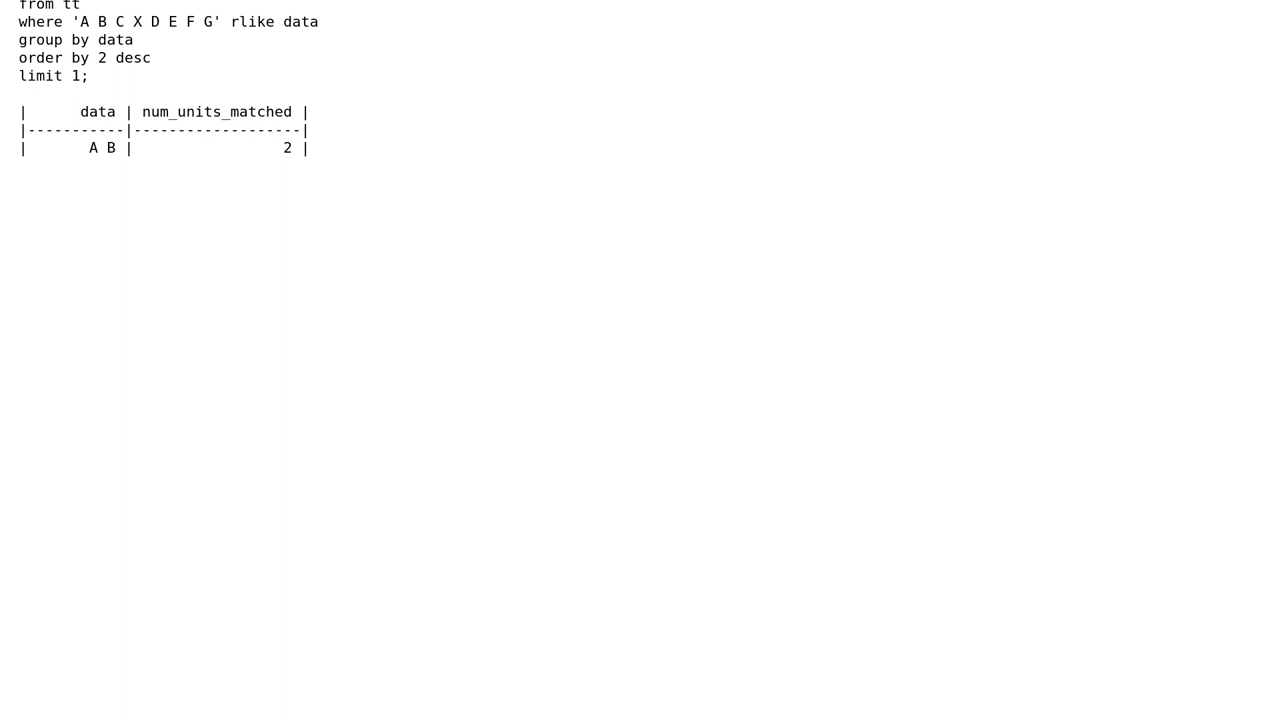 from tt
where 'A B C X D E F G' rlike data
group by data
order by 2 desc
limit 1;
|      data | num_units_matched |
|-----------|-------------------|
|       A B |                 2 |